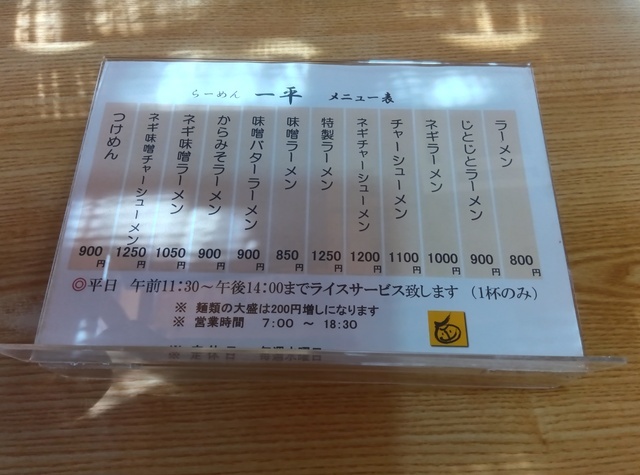 らーめん 一平 メニュー表
ラーメン 800円
じとじとラーメン 900円
ネギラーメン 1000円
チャーシューメン 1100円
ネギチャーシューメン 1200円
特製ラーメン 1250円
味噌ラーメン 850円
味噌バターラーメン 900円
からみそラーメン 900円
ネギ味噌ラーメン 1050円
ネギ味噌チャーシューメン 1250円
つけめん 900円
◎平日 午前11:30～午後14:00までライスサービス致します (1杯のみ)
※ 麺類の大盛は200円増しになります
※ 営業時間 7:00 ～ 18:30